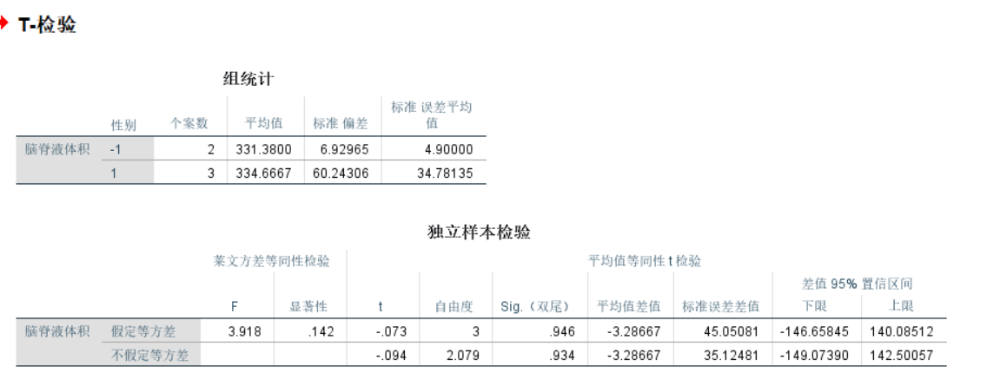 T-检验
组统计
性别 个案数 平均值 标准 偏差 标准 误差平均值
脑脊液体积 -1 2 331.3800 6.92965 4.90000
1 3 334.6667 60.24306 34.78135
独立样本检验
莱文方差等同性检验 平均值等同性 t 检验
差值 95% 置信区间
F 显著性 t 自由度 Sig.（双尾） 平均值差值 标准误差差值 下限 上限
脑脊液体积 假定等方差 3.918 .142 -.073 3 .946 -3.28667 45.05081 -146.65845 140.08512
不假定等方差 -.094 2.079 .934 -3.28667 35.12481 -149.07390 142.50057